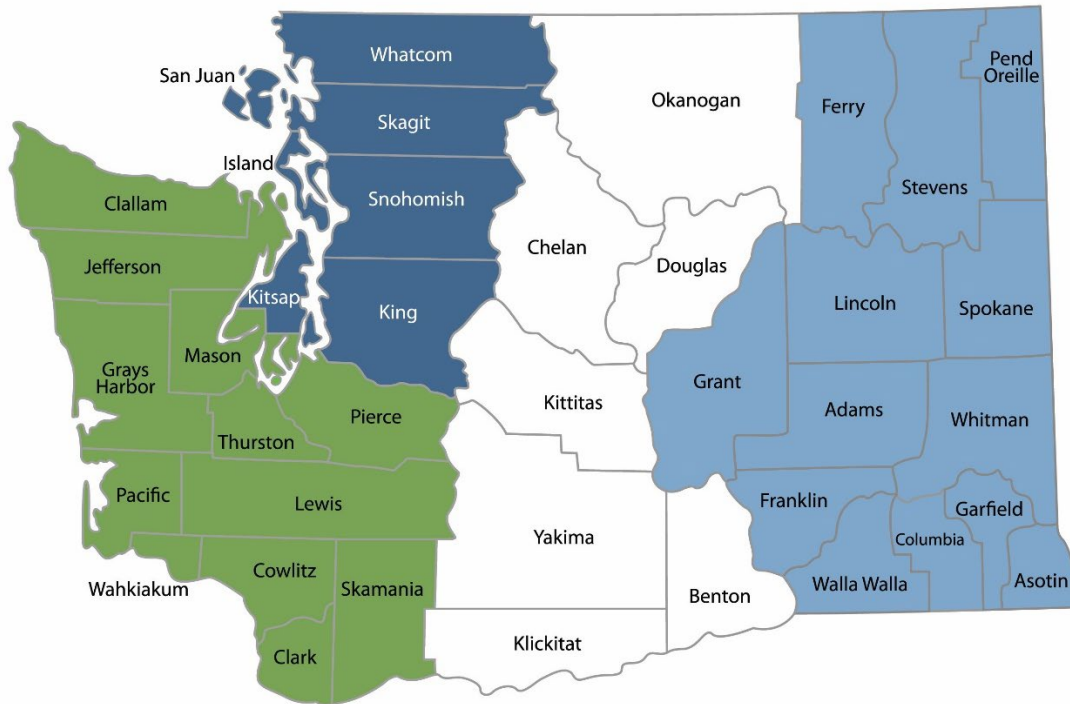 Whatcom
San Juan
Skagit
Island
Snohomish
Clallam
Jefferson
Kitsap
King
Mason
Grays
Harbor
Pierce
Thurston
Pacific
Lewis
Wahkiakum
Cowlitz
Skamania
Clark
Okanogan
Chelan
Douglas
Kittitas
Yakima
Klickitat
Benton
Ferry
Stevens
Pend
Oreille
Lincoln
Spokane
Grant
Adams
Whitman
Franklin
Garfield
Columbia
Walla Walla
Asotin